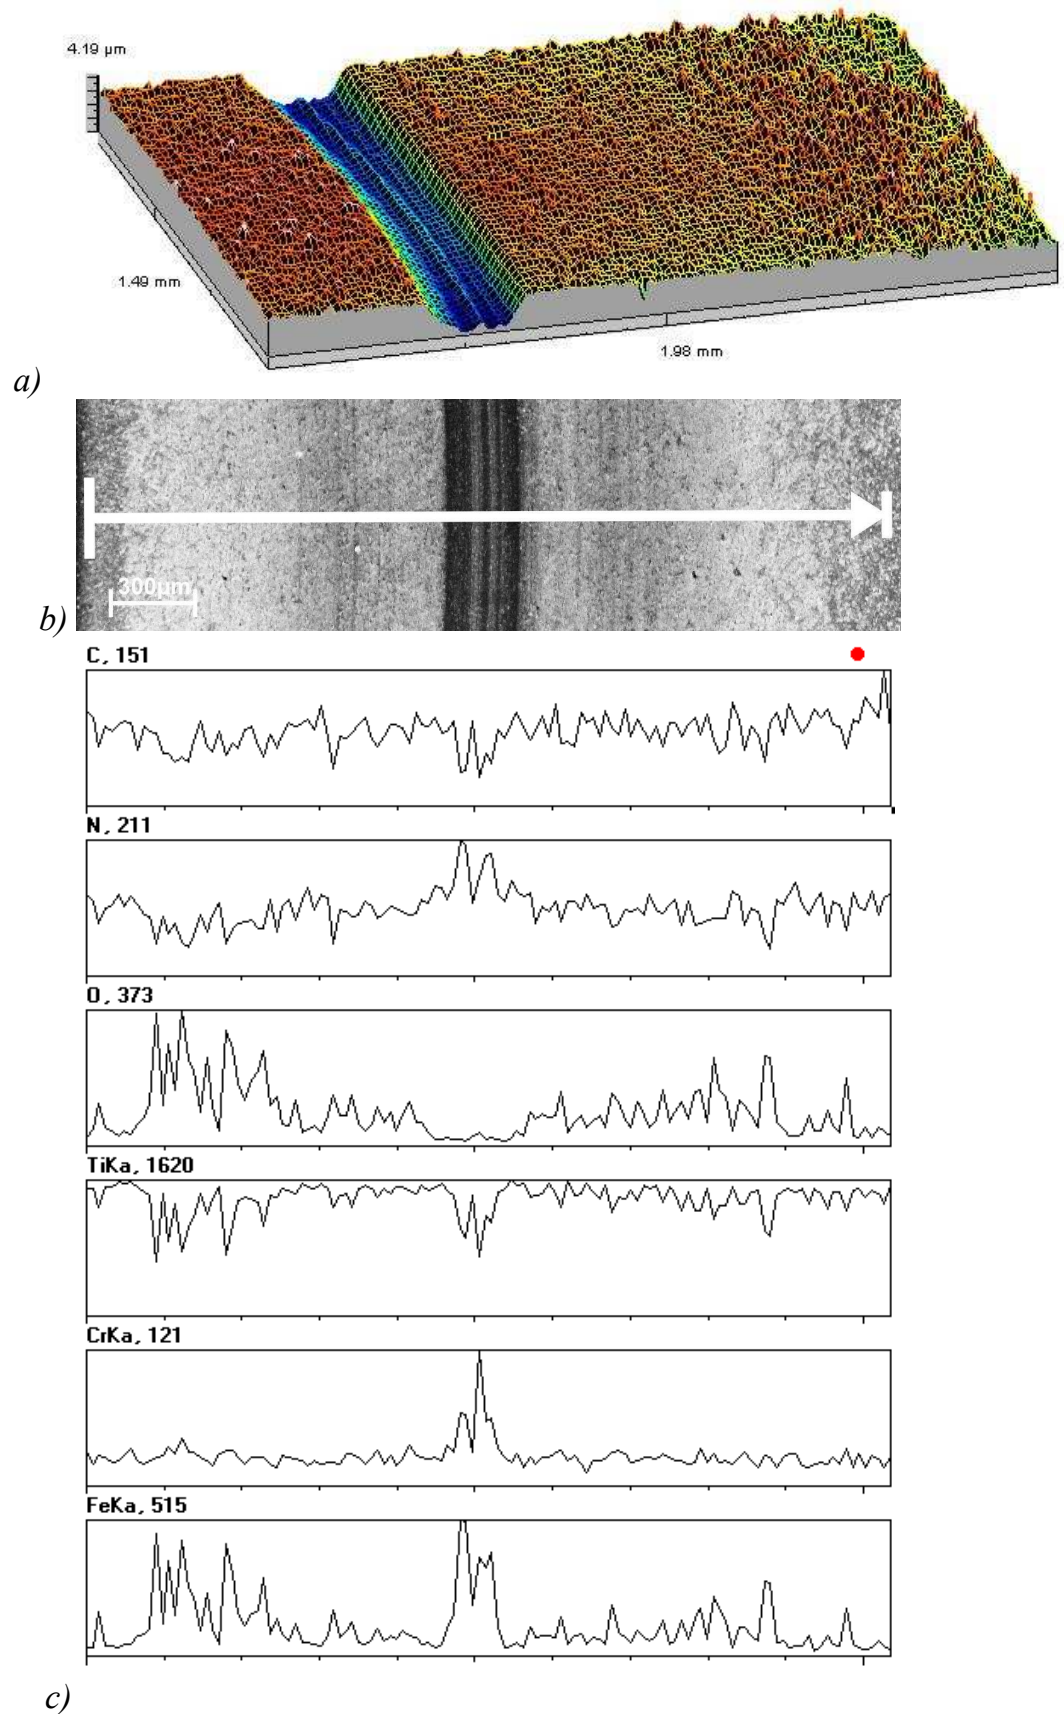 4.19 µm
1.49 mm
1.98 mm
a)
300µm
b)
C, 151
N, 211
O, 373
TiKa, 1620
CrKa, 121
FeKa, 515
c)